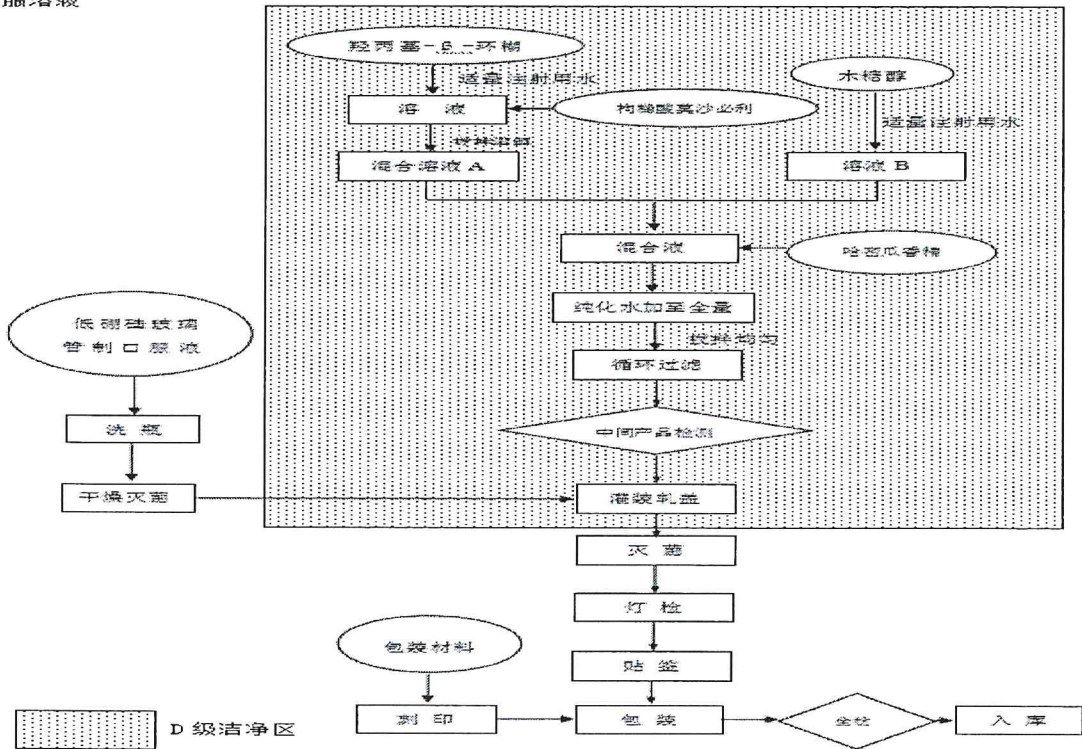 服溶液
羟丙基-β-环糊
适量注射用水
木糖醇
溶 液
枸橼酸莫沙必利
适量注射用水
搅拌溶解
混合溶液 A
溶液 B
混合液
哈密瓜香精
纯化水加至全量
搅拌均匀
低硼硅玻璃
管制口服液
循环过滤
洗 瓶
中间产品检测
干燥灭菌
灌装轧盖
灭 菌
灯 检
包装材料
贴 签
D 级洁净区
刻 印
包 装
入 库